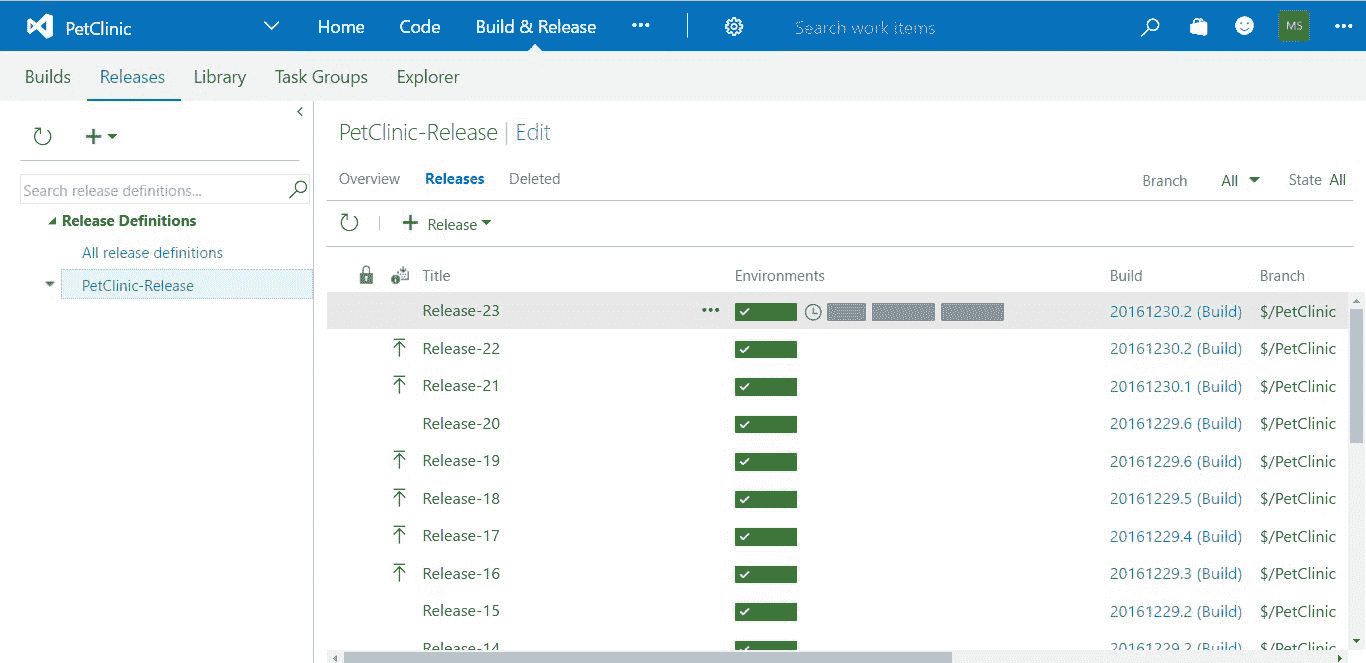 PetClinic Home Code Build & Release ••• Search work items MS •••
Builds Releases Library Task Groups Explorer
PetClinic-Release | Edit
Search release definitions...
Release Definitions
All release definitions
PetClinic-Release
Overview Releases Deleted Branch All State All
+ Release
Title Environments Build Branch
Release-23 ••• 20161230.2 (Build) $/PetClinic
Release-22 20161230.2 (Build) $/PetClinic
Release-21 20161230.1 (Build) $/PetClinic
Release-20 20161229.6 (Build) $/PetClinic
Release-19 20161229.6 (Build) $/PetClinic
Release-18 20161229.5 (Build) $/PetClinic
Release-17 20161229.4 (Build) $/PetClinic
Release-16 20161229.3 (Build) $/PetClinic
Release-15 20161229.2 (Build) $/PetClinic
Release-14 20161229.2 (Build) $/PetClinic